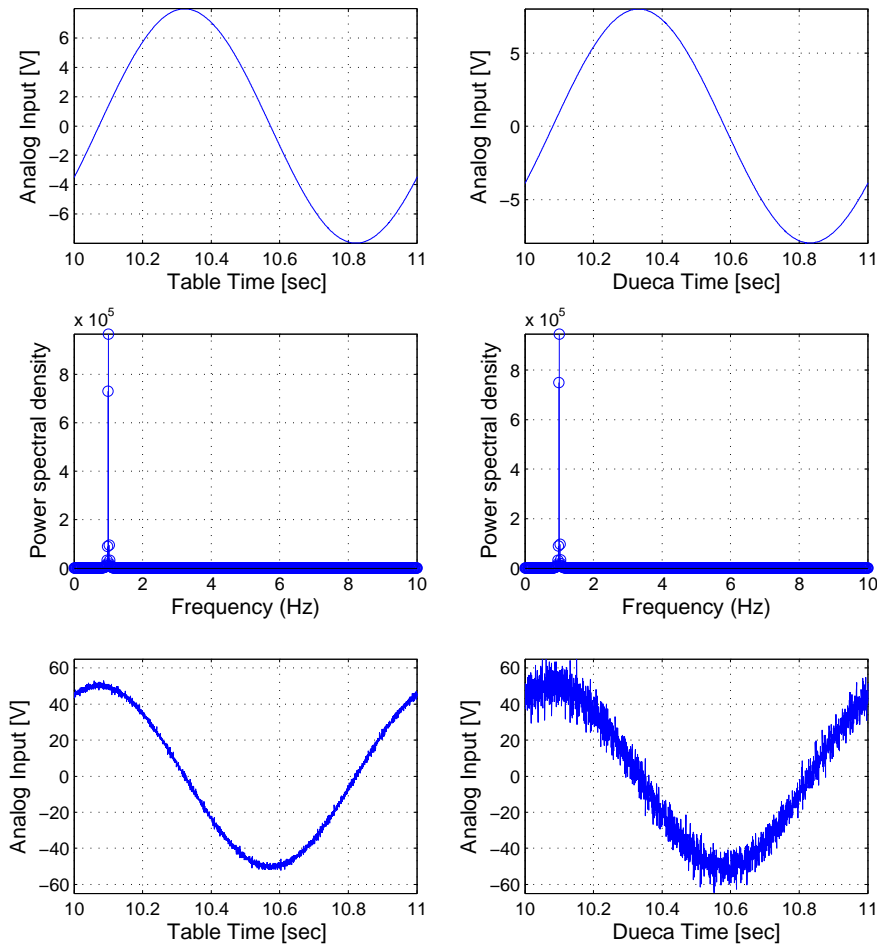 Analog Input [V]
6
4
2
0
−2
−4
−6
10 10.2 10.4 10.6 10.8 11
Table Time [sec]
Analog Input [V]
5
0
−5
10 10.2 10.4 10.6 10.8 11
Dueca Time [sec]
x 10^5
Power spectral density
8
6
4
2
0
0 2 4 6 8 10
Frequency (Hz)
x 10^5
Power spectral density
8
6
4
2
0
0 2 4 6 8 10
Frequency (Hz)
Analog Input [V]
60
40
20
0
−20
−40
−60
10 10.2 10.4 10.6 10.8 11
Table Time [sec]
Analog Input [V]
60
40
20
0
−20
−40
−60
10 10.2 10.4 10.6 10.8 11
Dueca Time [sec]